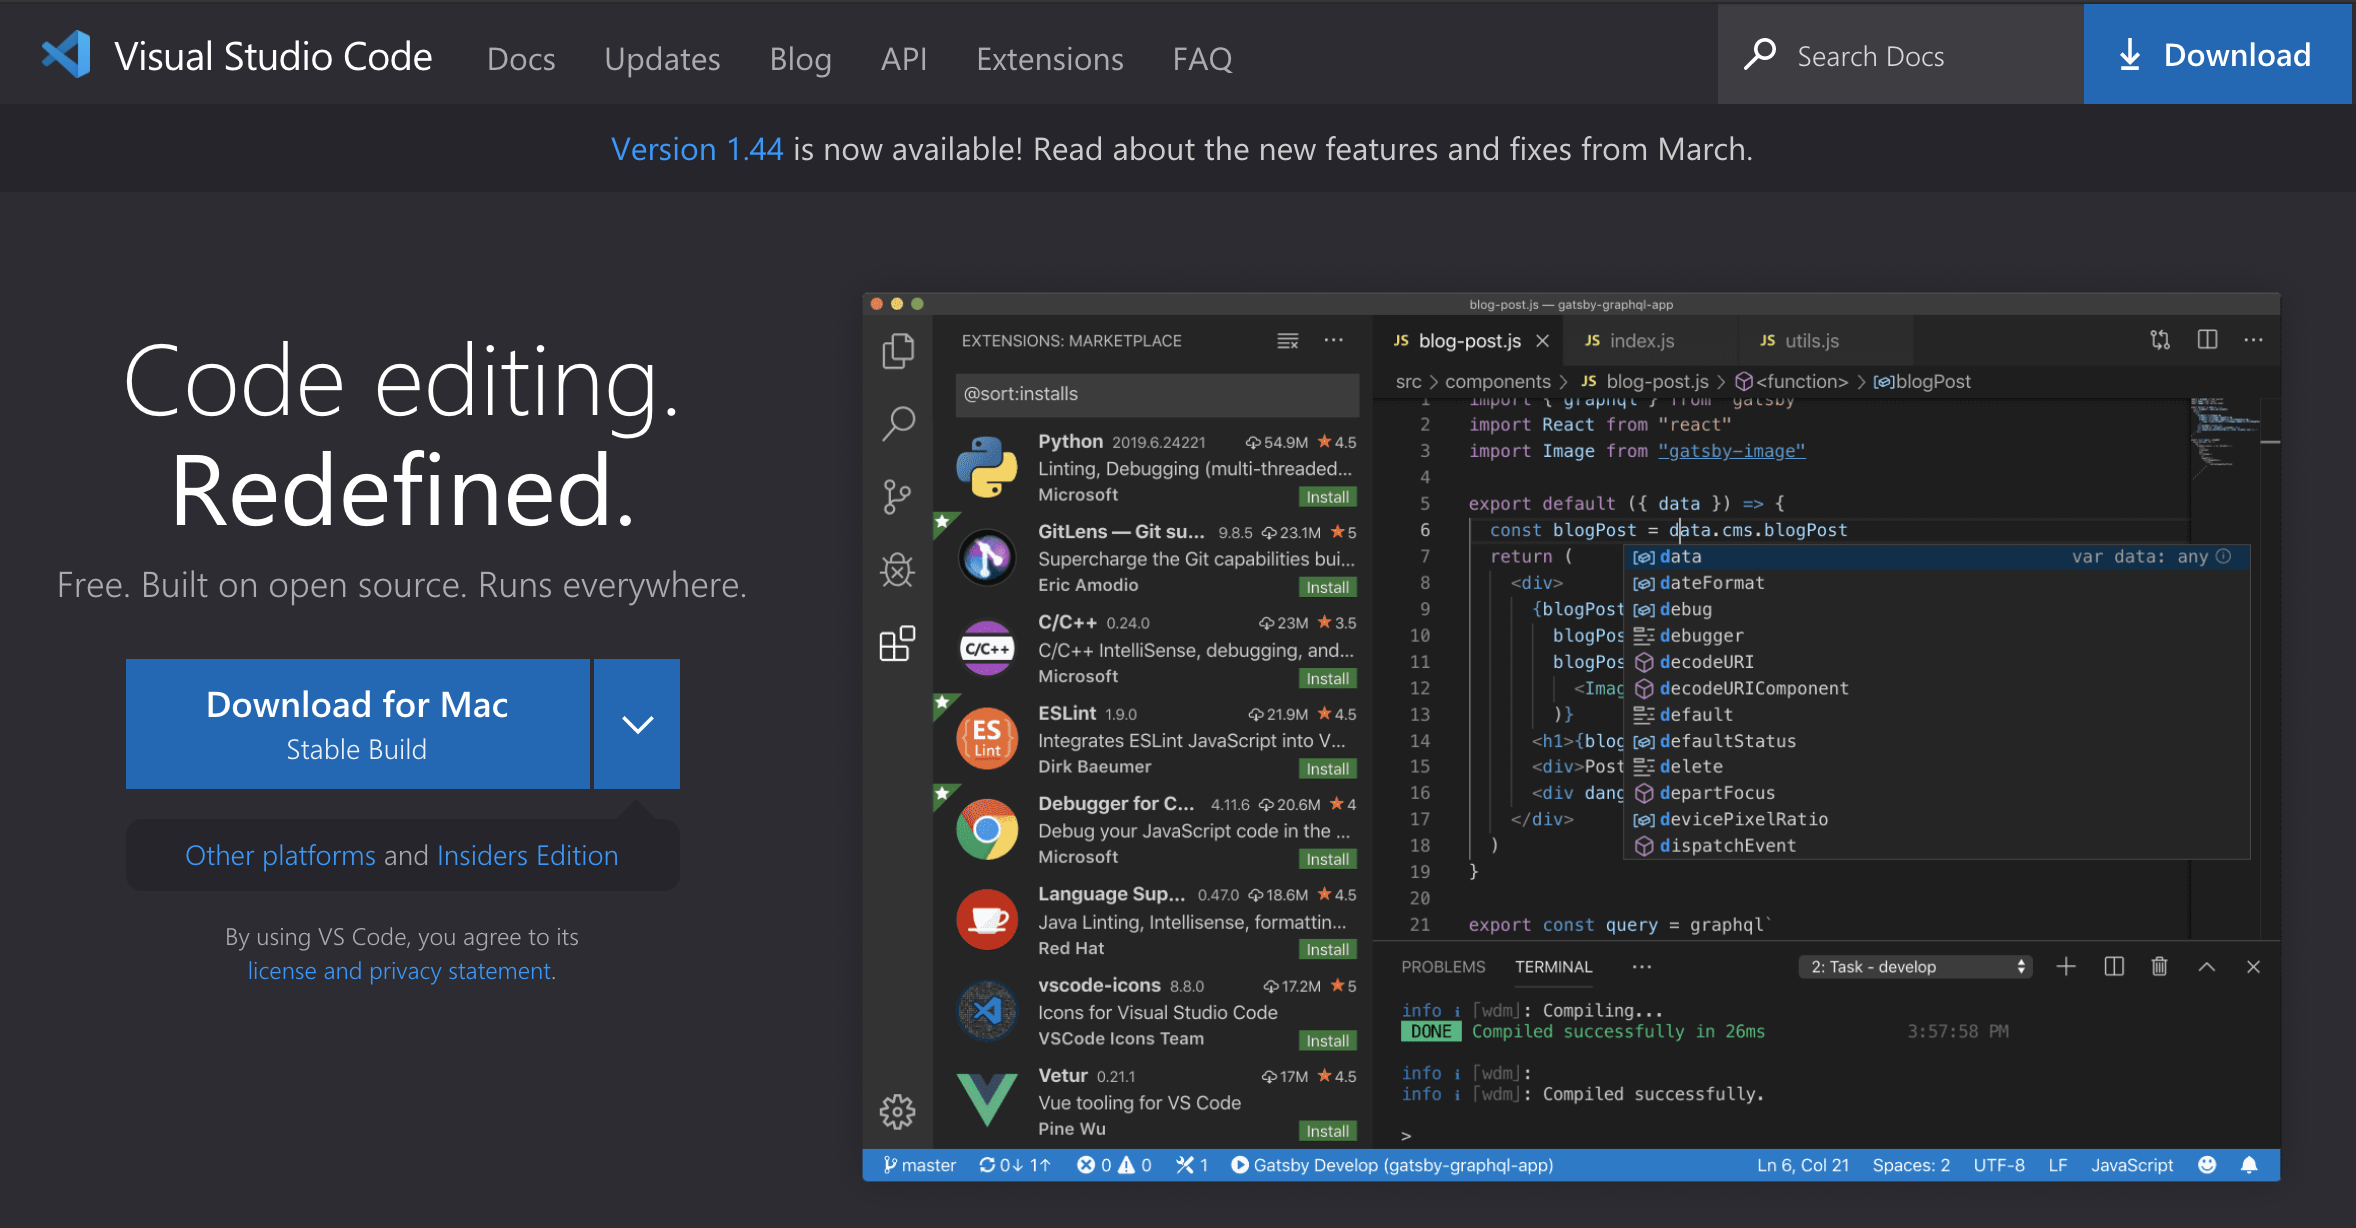 Visual Studio Code Docs Updates Blog API Extensions FAQ Search Docs Download
Version 1.44 is now available! Read about the new features and fixes from March.
Code editing.
Redefined.
Free. Built on open source. Runs everywhere.
Download for Mac
Stable Build
Other platforms and Insiders Edition
By using VS Code, you agree to its
license and privacy statement.
blog-post.js — gatsby-graphql-app
EXTENSIONS: MARKETPLACE
@sort:installs
Python 2019.6.24221 54.9M 4.5
Linting, Debugging (multi-threaded...
Microsoft Install
GitLens — Git su... 9.8.5 23.1M 5
Supercharge the Git capabilities bui...
Eric Amodio Install
C/C++
C/C++ 0.24.0 23M 3.5
C/C++ IntelliSense, debugging, and...
Microsoft Install
ES
Lint
ESLint 1.9.0 21.9M 4.5
Integrates ESLint JavaScript into V...
Dirk Baeumer Install
Debugger for C... 4.11.6 20.6M 4
Debug your JavaScript code in the ...
Microsoft Install
Language Sup... 0.47.0 18.6M 4.5
Java Linting, Intellisense, formattin...
Red Hat Install
vscode-icons 8.8.0 17.2M 5
Icons for Visual Studio Code
VSCode Icons Team Install
Vetur 0.21.1 17M 4.5
Vue tooling for VS Code
Pine Wu Install
JS blog-post.js JS index.js JS utils.js
src > components > JS blog-post.js > <function> > blogPost
1 import { graphql } from "gatsby"
2 import React from "react"
3 import Image from "gatsby-image"
4
5 export default ({ data }) => {
6 const blogPost = data.cms.blogPost
7 return (
8 <div>
9 {blogPost
10 blogPos
11 blogPos
12 <Imag
13 )}
14 <h1>{blog
15 <div>Post
16 <div dang
17 </div>
18 )
19 }
20
21 export const query = graphql`
data var data: any
dateFormat
debug
debugger
decodeURI
decodeURIComponent
default
defaultStatus
delete
departFocus
devicePixelRatio
dispatchEvent
PROBLEMS TERMINAL ... 2: Task - develop
info i ｢wdm｣: Compiling...
DONE Compiled successfully in 26ms 3:57:58 PM
info i ｢wdm｣:
info i ｢wdm｣: Compiled successfully.
>
master 0↓ 1↑ 0 0 1 Gatsby Develop (gatsby-graphql-app) Ln 6, Col 21 Spaces: 2 UTF-8 LF JavaScript